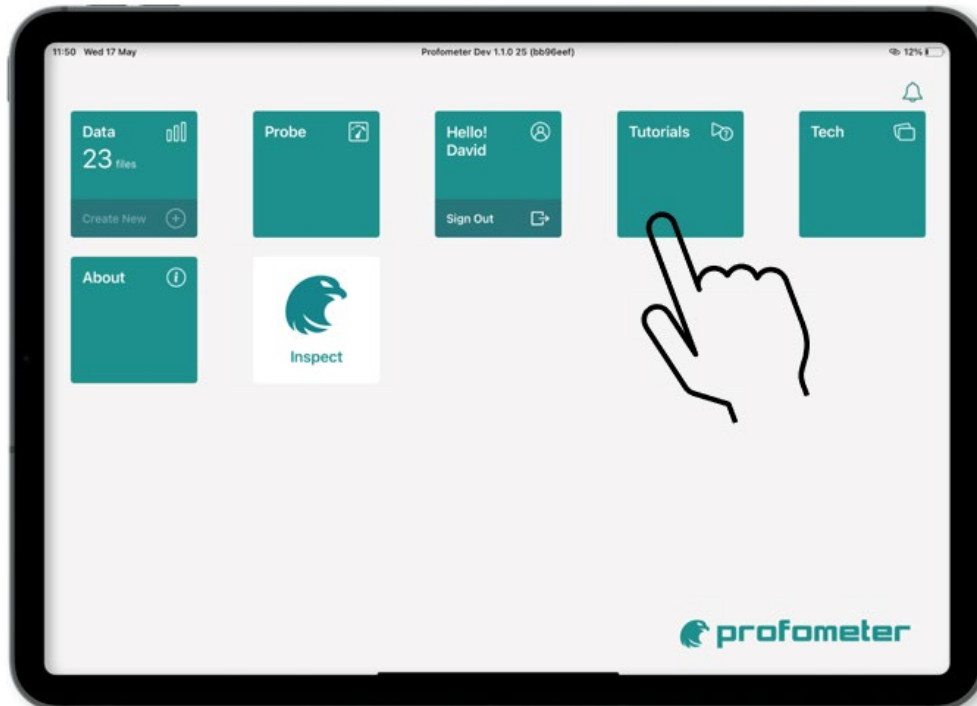 11:50 Wed 17 May
Profometer Dev 1.1.0 25 (bb96eef)
12%
Data
23 files
Create New
Probe
Hello!
David
Sign Out
Tutorials
Tech
About
Inspect
profometer